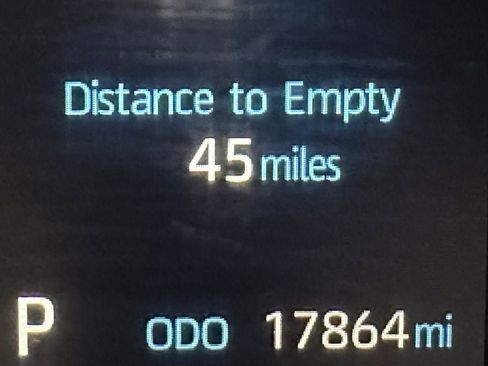 Distance to Empty
45 miles
P ODO 17864 mi